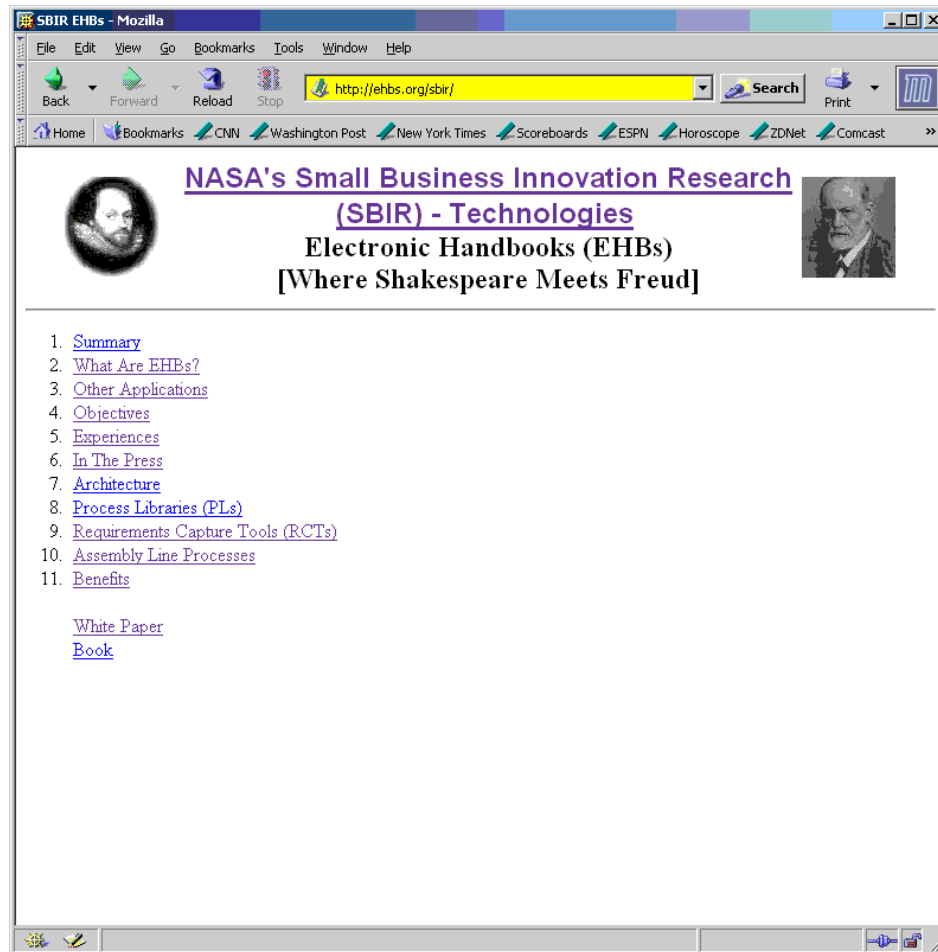 SBIR EHBs - Mozilla
File Edit View Go Bookmarks Tools Window Help
Back Forward Reload Stop http://ehbs.org/sbir/ Search Print
Home Bookmarks CNN Washington Post New York Times Scoreboards ESPN Horoscope ZDNet Comcast »
NASA's Small Business Innovation Research
(SBIR) - Technologies
Electronic Handbooks (EHBs)
[Where Shakespeare Meets Freud]
1. Summary
2. What Are EHBs?
3. Other Applications
4. Objectives
5. Experiences
6. In The Press
7. Architecture
8. Process Libraries (PLs)
9. Requirements Capture Tools (RCTs)
10. Assembly Line Processes
11. Benefits
White Paper
Book